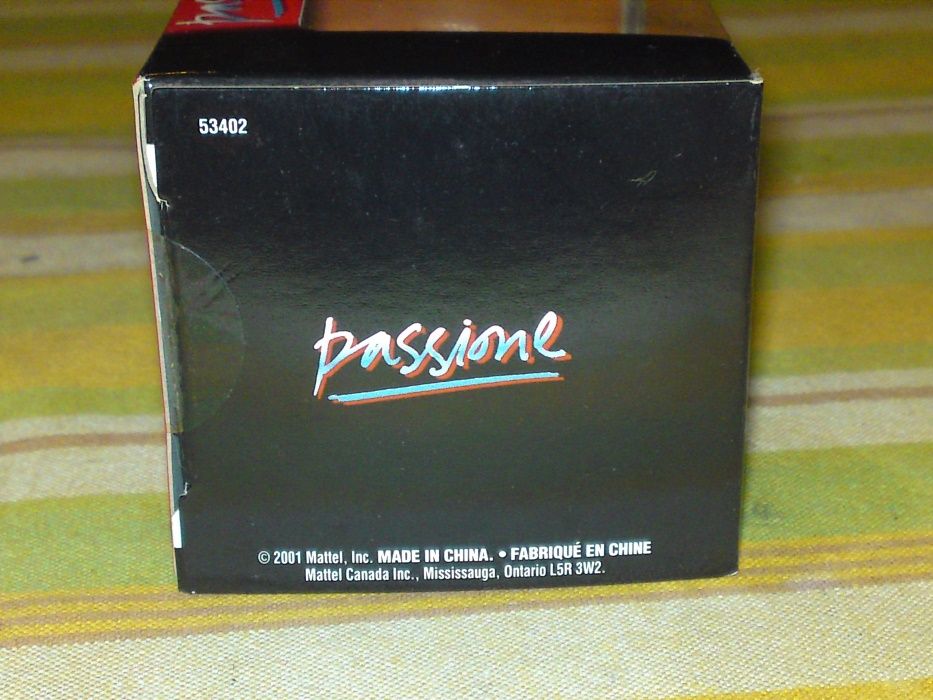 53402
passione
© 2001 Mattel, Inc. MADE IN CHINA. • FABRIQUÉ EN CHINE
Mattel Canada Inc., Mississauga, Ontario L5R 3W2.